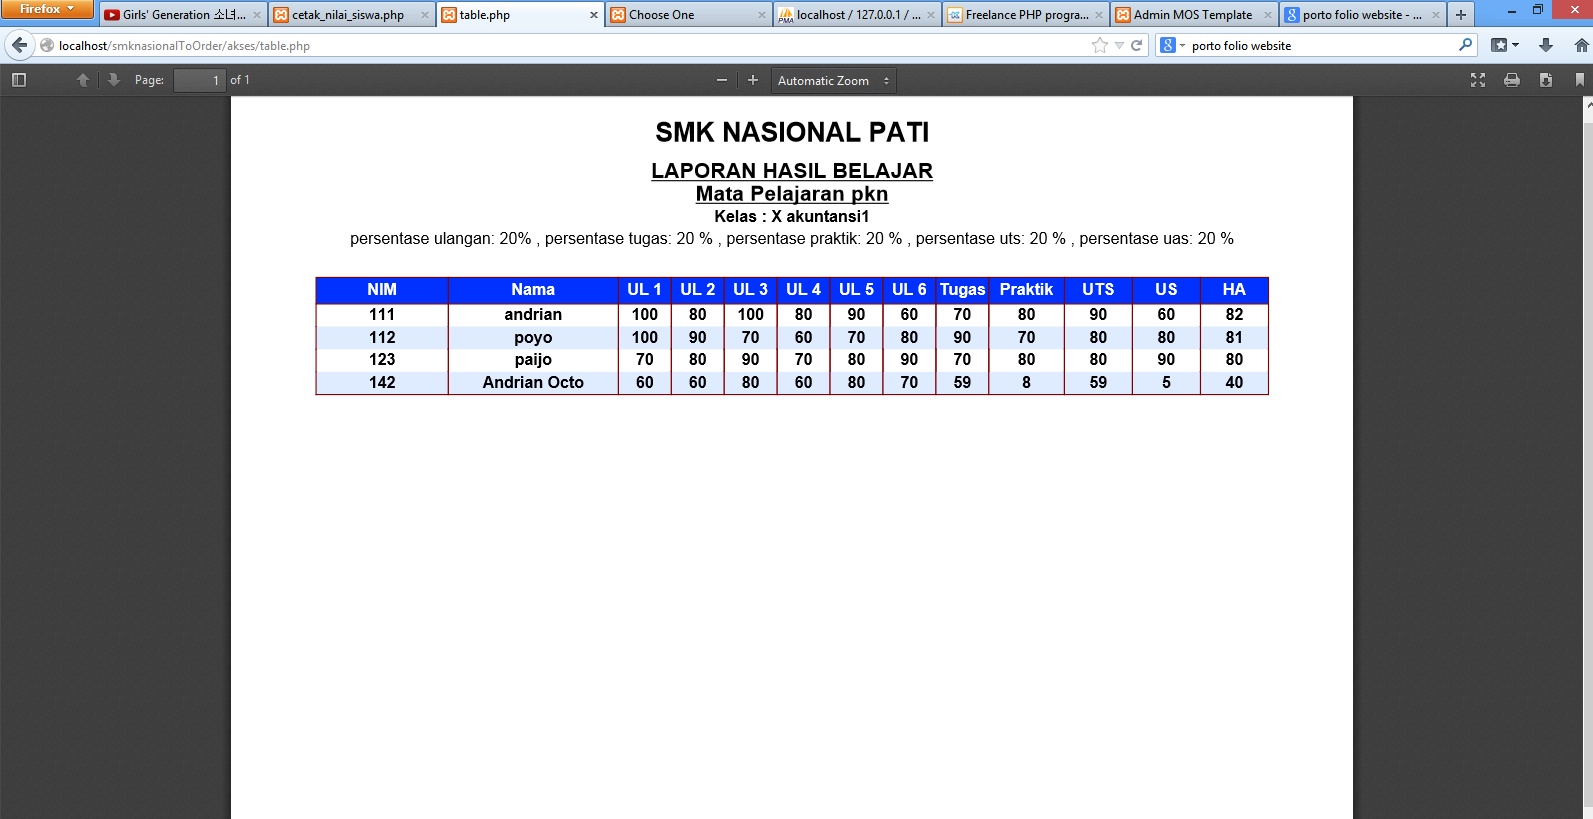 Firefox
Girls' Generation 소녀...
cetak_nilai_siswa.php
table.php
Choose One
localhost / 127.0.0.1 / ...
Freelance PHP progra...
Admin MOS Template
porto folio website - ...
localhost/smknasionalToOrder/akses/table.php
porto folio website
Page: 1 of 1
Automatic Zoom
SMK NASIONAL PATI
LAPORAN HASIL BELAJAR
Mata Pelajaran pkn
Kelas : X akuntansi1
persentase ulangan: 20% , persentase tugas: 20 % , persentase praktik: 20 % , persentase uts: 20 % , persentase uas: 20 %
NIM Nama UL 1 UL 2 UL 3 UL 4 UL 5 UL 6 Tugas Praktik UTS US HA
111 andrian 100 80 100 80 90 60 70 80 90 60 82
112 poyo 100 90 70 60 70 80 90 70 80 80 81
123 paijo 70 80 90 70 80 90 70 80 80 90 80
142 Andrian Octo 60 60 80 60 80 70 59 8 59 5 40